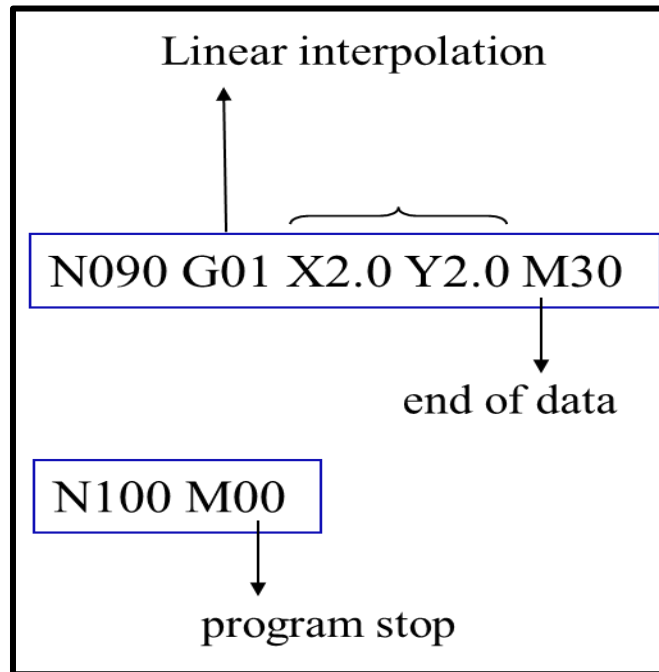 Linear interpolation
N090 G01 X2.0 Y2.0 M30
end of data
N100 M00
program stop